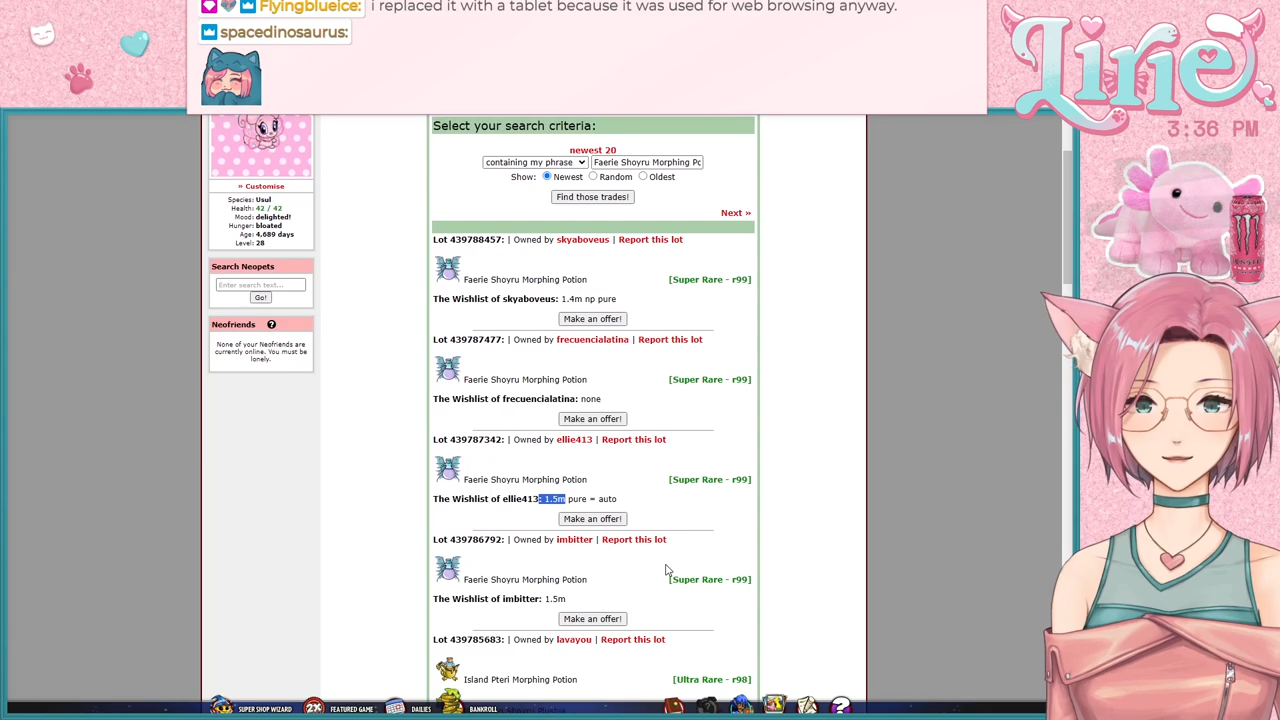 Flyingblueice: i replaced it with a tablet because it was used for web browsing anyway.
spacedinosaurus:
Lirie
3:36 PM
» Customise
Species: Usul
Health: 42 / 42
Mood: delighted!
Hunger: bloated
Age: 4,689 days
Level: 28
Search Neopets
Enter search text...
Go!
Neofriends ?
None of your Neofriends are
currently online. You must be
lonely.
Select your search criteria:
newest 20
containing my phrase Faerie Shoyru Morphing Pc
Show: Newest Random Oldest
Find those trades!
Next »
Lot 439788457: | Owned by skyaboveus | Report this lot
Faerie Shoyru Morphing Potion [Super Rare - r99]
The Wishlist of skyaboveus: 1.4m np pure
Make an offer!
Lot 439787477: | Owned by frecuencialatina | Report this lot
Faerie Shoyru Morphing Potion [Super Rare - r99]
The Wishlist of frecuencialatina: none
Make an offer!
Lot 439787342: | Owned by ellie413 | Report this lot
Faerie Shoyru Morphing Potion [Super Rare - r99]
The Wishlist of ellie413: 1.5m pure = auto
Make an offer!
Lot 439786792: | Owned by imbitter | Report this lot
Faerie Shoyru Morphing Potion [Super Rare - r99]
The Wishlist of imbitter: 1.5m
Make an offer!
Lot 439785683: | Owned by lavayou | Report this lot
Island Pteri Morphing Potion [Ultra Rare - r98]
SUPER SHOP WIZARD 2X FEATURED GAME DAILIES BANKROLL ?